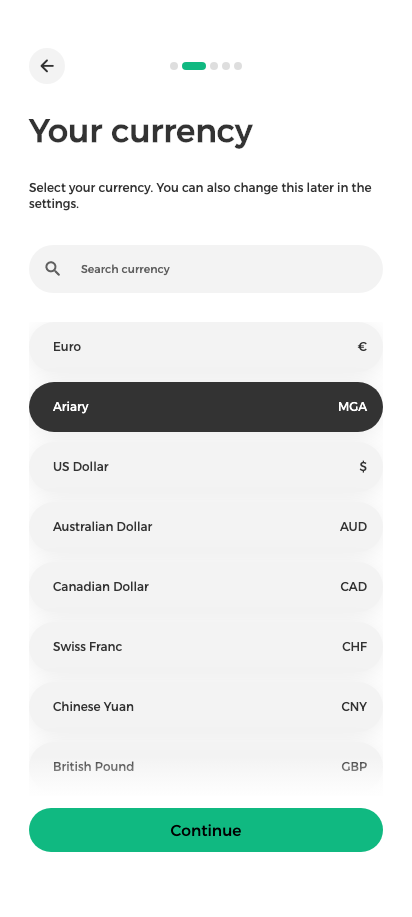 Your currency
Select your currency. You can also change this later in the
settings.
Search currency
Euro €
Ariary MGA
US Dollar $
Australian Dollar AUD
Canadian Dollar CAD
Swiss Franc CHF
Chinese Yuan CNY
British Pound GBP
Continue